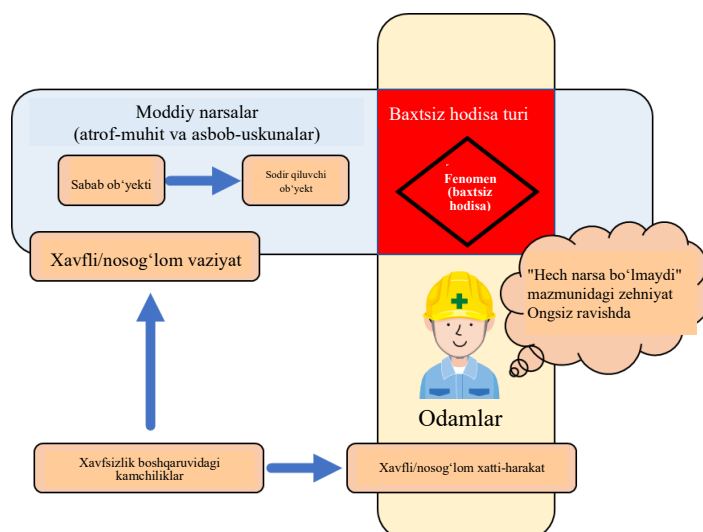 Moddiy narsalar
(atrof-muhit va asbob-uskunalar)
Baxtsiz hodisa turi
Sabab ob‘yekti
Sodir qiluvchi
ob‘yekt
Fenomen
(baxtsiz
hodisa)
Xavfli/nosog‘lom vaziyat
"Hech narsa bo‘lmaydi"
mazmunidagi zehniyat
Ongsiz ravishda
Odamlar
Xavfsizlik boshqaruvidagi
kamchiliklar
Xavfli/nosog‘lom xatti-harakat